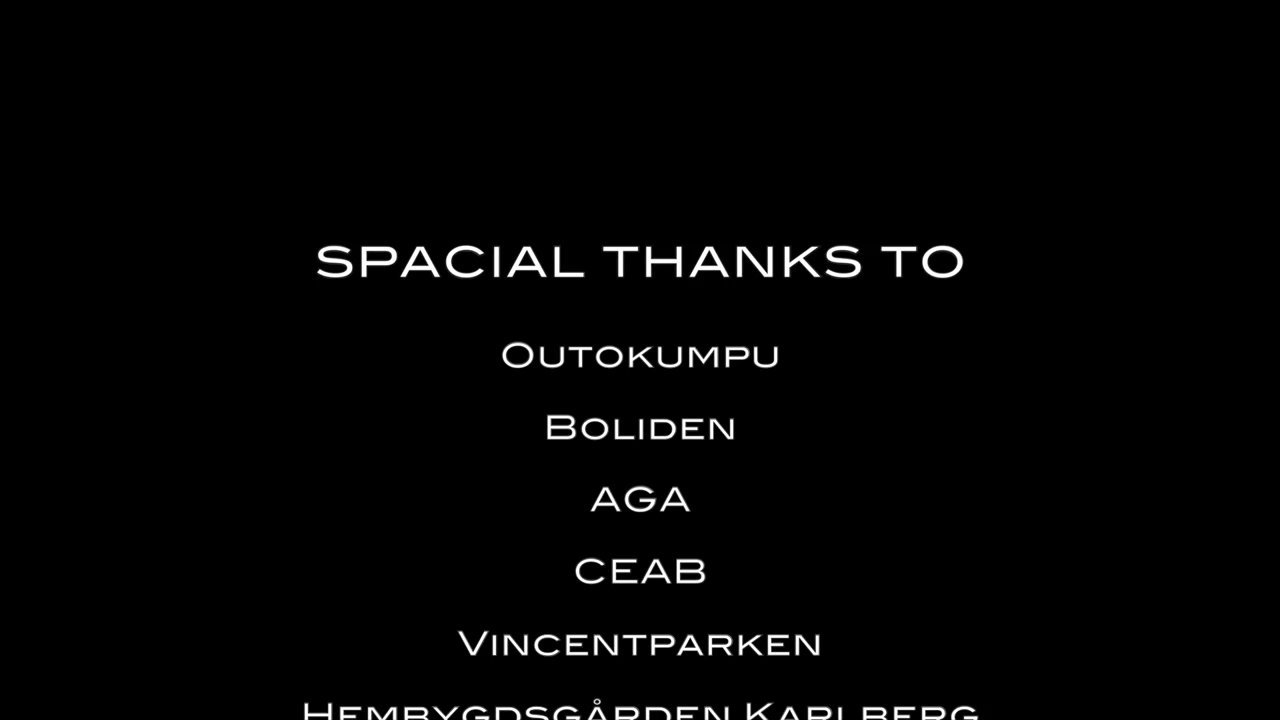 SPACIAL THANKS TO
Outokumpu
Boliden
AGA
CEAB
Vincentparken
Hembygdsgården Karlberg